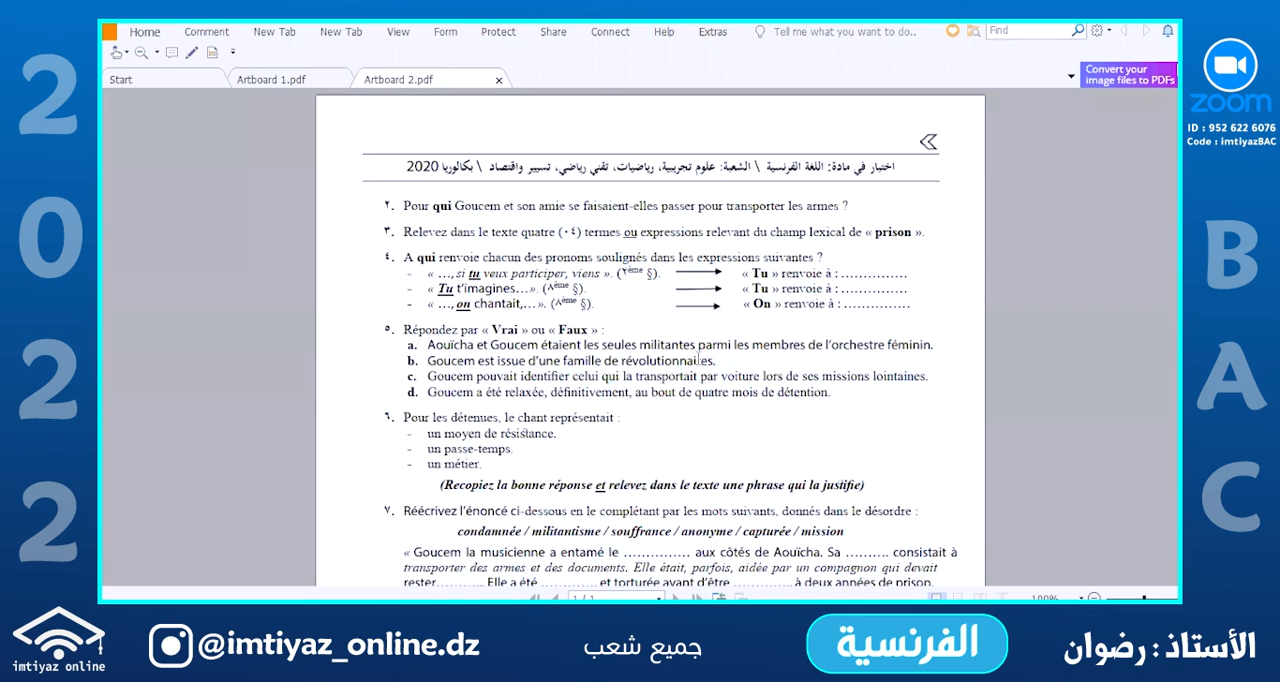 Home Comment New Tab New Tab View Form Protect Share Connect Help Extras Tell me what you want to do.. Find
Start Artboard 1.pdf Artboard 2.pdf
Convert your
image files to PDFs
zoom
ID : 952 622 6076
Code : imtiyazBAC
2022
BAC
اختبار في مادة: اللغة الفرنسية \ الشعبة: علوم تجريبية، رياضيات، تقني رياضي، تسيير واقتصاد \ بكالوريا 2020
٢. Pour qui Goucem et son amie se faisaient-elles passer pour transporter les armes ?
٣. Relevez dans le texte quatre (٠٤) termes ou expressions relevant du champ lexical de « prison ».
٤. A qui renvoie chacun des pronoms soulignés dans les expressions suivantes ?
- « …, si tu veux participer, viens ». (٢ème §). « Tu » renvoie à : ……………
- « Tu t'imagines…». (٨ème §). « Tu » renvoie à : ……………
- « …, on chantait,… ». (٨ème §). « On » renvoie à : ……………
٥. Répondez par « Vrai » ou « Faux » :
a. Aouïcha et Goucem étaient les seules militantes parmi les membres de l'orchestre féminin.
b. Goucem est issue d'une famille de révolutionnaires.
c. Goucem pouvait identifier celui qui la transportait par voiture lors de ses missions lointaines.
d. Goucem a été relaxée, définitivement, au bout de quatre mois de détention.
٦. Pour les détenues, le chant représentait :
- un moyen de résistance.
- un passe-temps.
- un métier.
(Recopiez la bonne réponse et relevez dans le texte une phrase qui la justifie)
٧. Réécrivez l'énoncé ci-dessous en le complétant par les mots suivants, donnés dans le désordre :
condamnée / militantisme / souffrance / anonyme / capturée / mission
« Goucem la musicienne a entamé le …………… aux côtés de Aouïcha. Sa ………. consistait à
transporter des armes et des documents. Elle était, parfois, aidée par un compagnon qui devait
rester………. Elle a été ………… et torturée avant d'être ………… à deux années de prison.
1 / 1 100%
imtiyaz online
@imtiyaz_online.dz
جميع شعب
الفرنسية
الأستاذ : رضوان